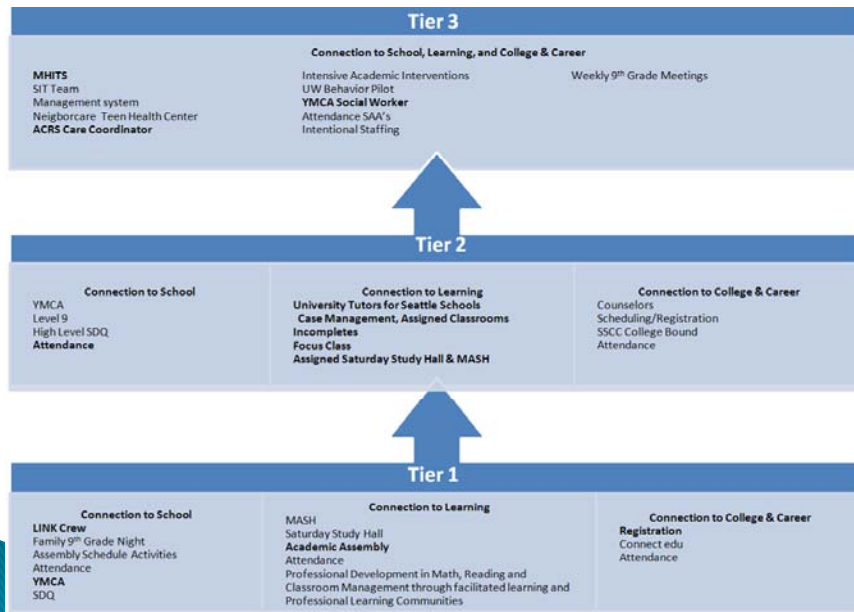 Tier 3
Connection to School, Learning, and College & Career
MHITS
SIT Team
Management system
Neigborcare Teen Health Center
ACRS Care Coordinator
Intensive Academic Interventions
UW Behavior Pilot
YMCA Social Worker
Attendance SAA's
Intentional Staffing
Weekly 9th Grade Meetings
Tier 2
Connection to School
YMCA
Level 9
High Level SDQ
Attendance
Connection to Learning
University Tutors for Seattle Schools
Case Management, Assigned Classrooms
Incompletes
Focus Class
Assigned Saturday Study Hall & MASH
Connection to College & Career
Counselors
Scheduling/Registration
SSCC College Bound
Attendance
Tier 1
Connection to School
LINK Crew
Family 9th Grade Night
Assembly Schedule Activities
Attendance
YMCA
SDQ
Connection to Learning
MASH
Saturday Study Hall
Academic Assembly
Attendance
Professional Development in Math, Reading and
Classroom Management through facilitated learning and
Professional Learning Communities
Connection to College & Career
Registration
Connect edu
Attendance